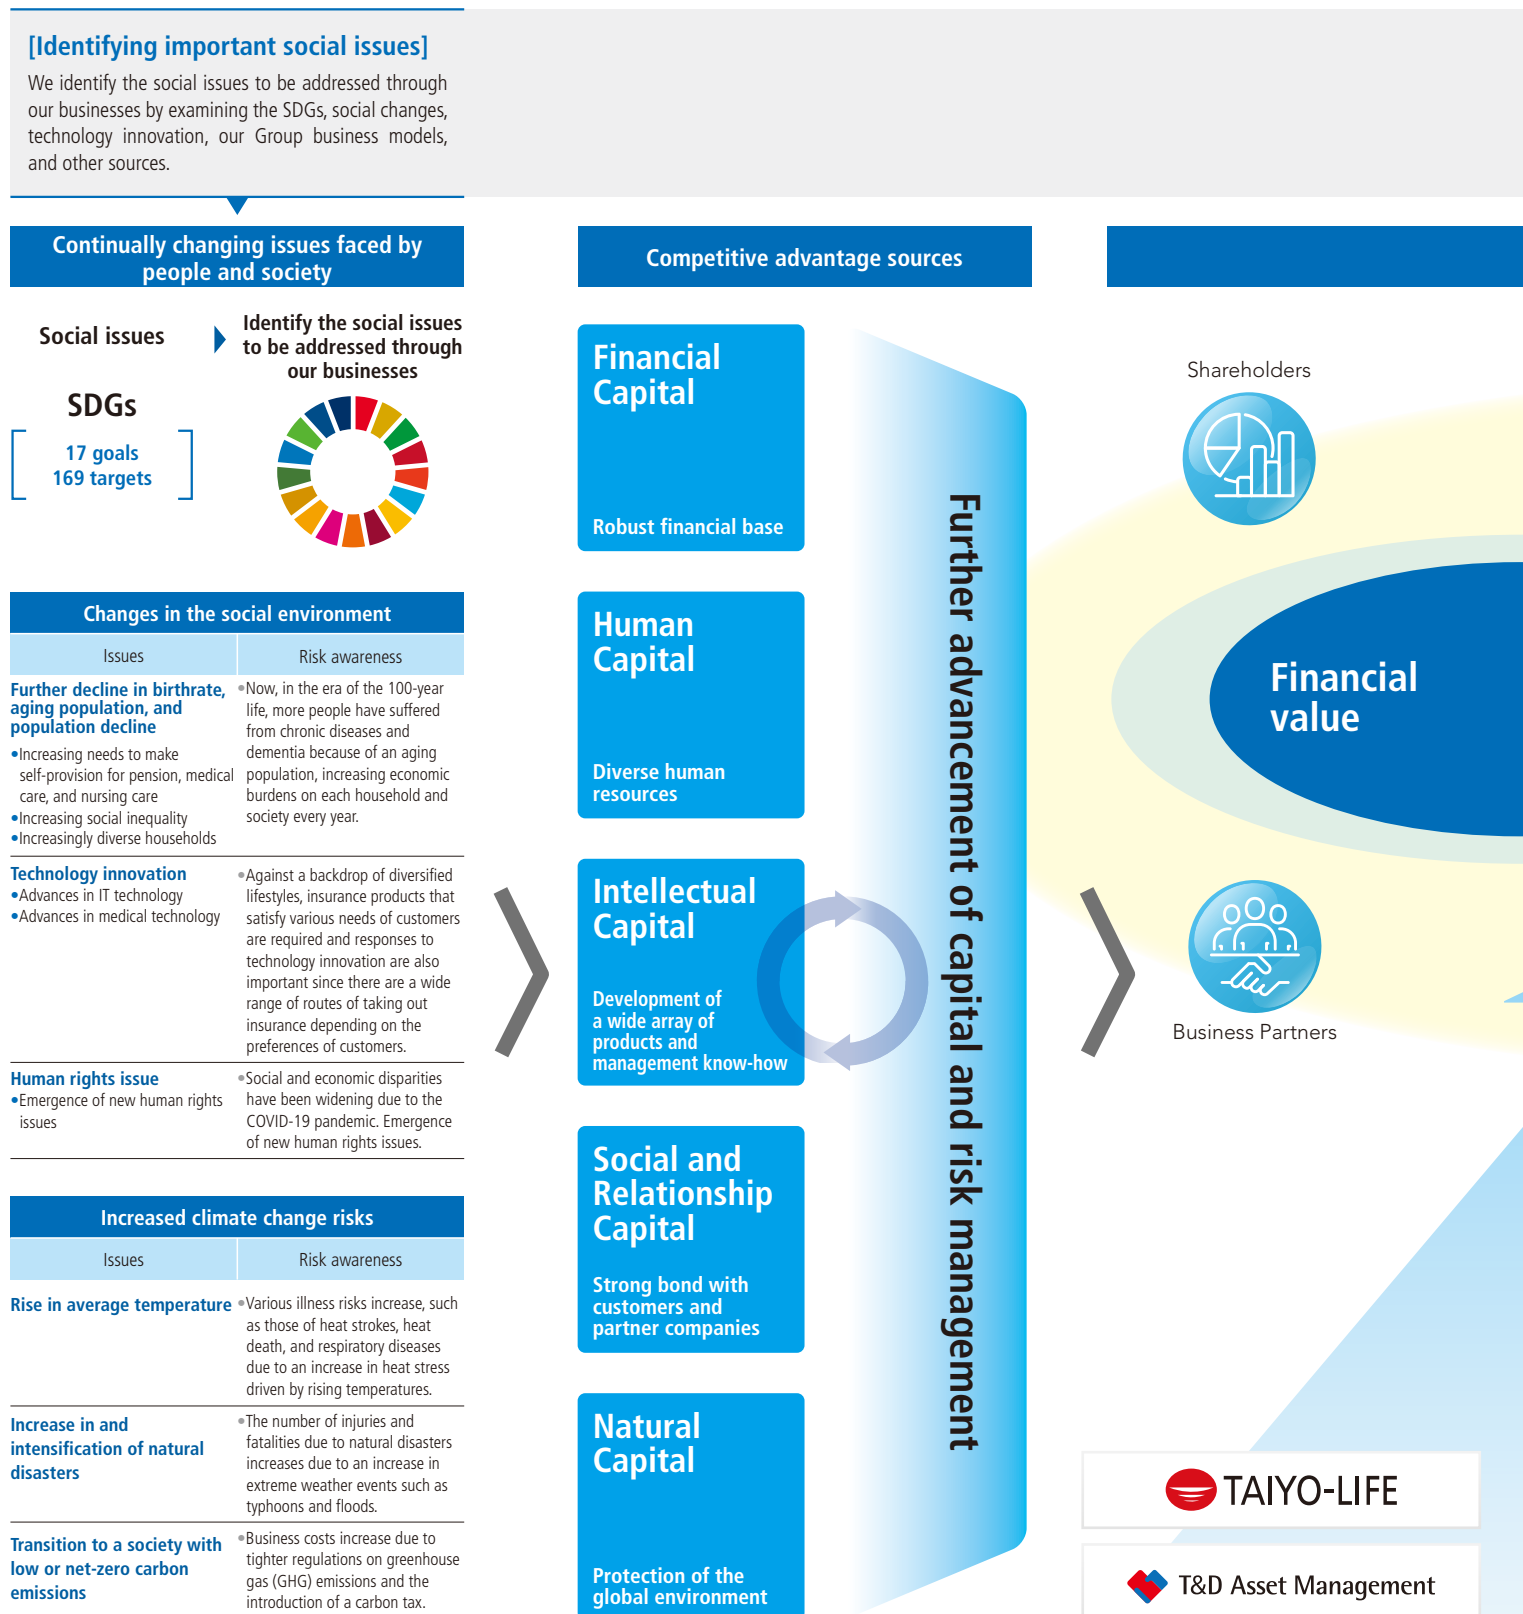 [Identifying important social issues]
We identify the social issues to be addressed through
our businesses by examining the SDGs, social changes,
technology innovation, our Group business models,
and other sources.
Continually changing issues faced by
people and society
Social issues
Identify the social issues
to be addressed through
our businesses
SDGs
17 goals
169 targets
Changes in the social environment
Issues
Risk awareness
Further decline in birthrate,
aging population, and
population decline
•Increasing needs to make
self-provision for pension, medical
care, and nursing care
•Increasing social inequality
•Increasingly diverse households
•Now, in the era of the 100-year
life, more people have suffered
from chronic diseases and
dementia because of an aging
population, increasing economic
burdens on each household and
society every year.
Technology innovation
•Advances in IT technology
•Advances in medical technology
•Against a backdrop of diversified
lifestyles, insurance products that
satisfy various needs of customers
are required and responses to
technology innovation are also
important since there are a wide
range of routes of taking out
insurance depending on the
preferences of customers.
Human rights issue
•Emergence of new human rights
issues
•Social and economic disparities
have been widening due to the
COVID-19 pandemic. Emergence
of new human rights issues.
Increased climate change risks
Issues
Risk awareness
Rise in average temperature
•Various illness risks increase, such
as those of heat strokes, heat
death, and respiratory diseases
due to an increase in heat stress
driven by rising temperatures.
Increase in and
intensification of natural
disasters
•The number of injuries and
fatalities due to natural disasters
increases due to an increase in
extreme weather events such as
typhoons and floods.
Transition to a society with
low or net-zero carbon
emissions
•Business costs increase due to
tighter regulations on greenhouse
gas (GHG) emissions and the
introduction of a carbon tax.
Competitive advantage sources
Financial
Capital
Robust financial base
Human
Capital
Diverse human
resources
Intellectual
Capital
Development of
a wide array of
products and
management know-how
Social and
Relationship
Capital
Strong bond with
customers and
partner companies
Natural
Capital
Protection of the
global environment
Further advancement of capital and risk management
Shareholders
Financial
value
Business Partners
TAIYO-LIFE
T&D Asset Management